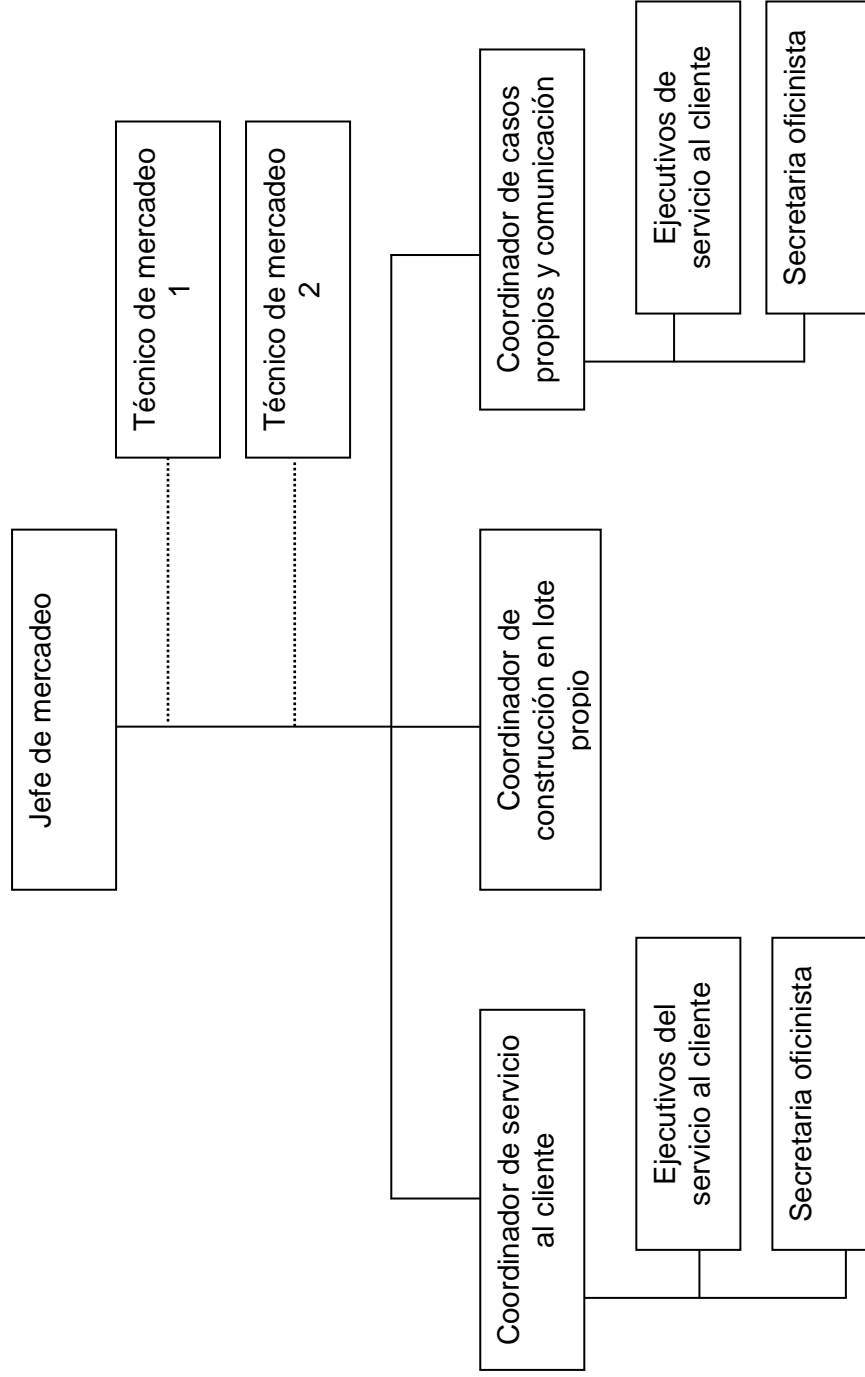 Jefe de mercadeo
Técnico de mercadeo
1
Técnico de mercadeo
2
Coordinador de servicio
al cliente
Coordinador de
construcción en lote
propio
Coordinador de casos
propios y comunicación
Ejecutivos del
servicio al cliente
Secretaria oficinista
Ejecutivos de
servicio al cliente
Secretaria oficinista